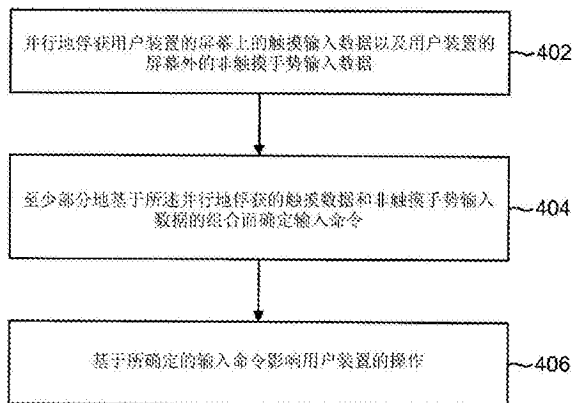 并行地俘获用户装置的屏幕上的触摸输入数据以及用户装置的
屏幕外的非触摸手势输入数据
402
至少部分地基于所述并行地俘获的触摸数据和非触摸手势输入
数据的组合而确定输入命令
404
基于所确定的输入命令影响用户装置的操作
406